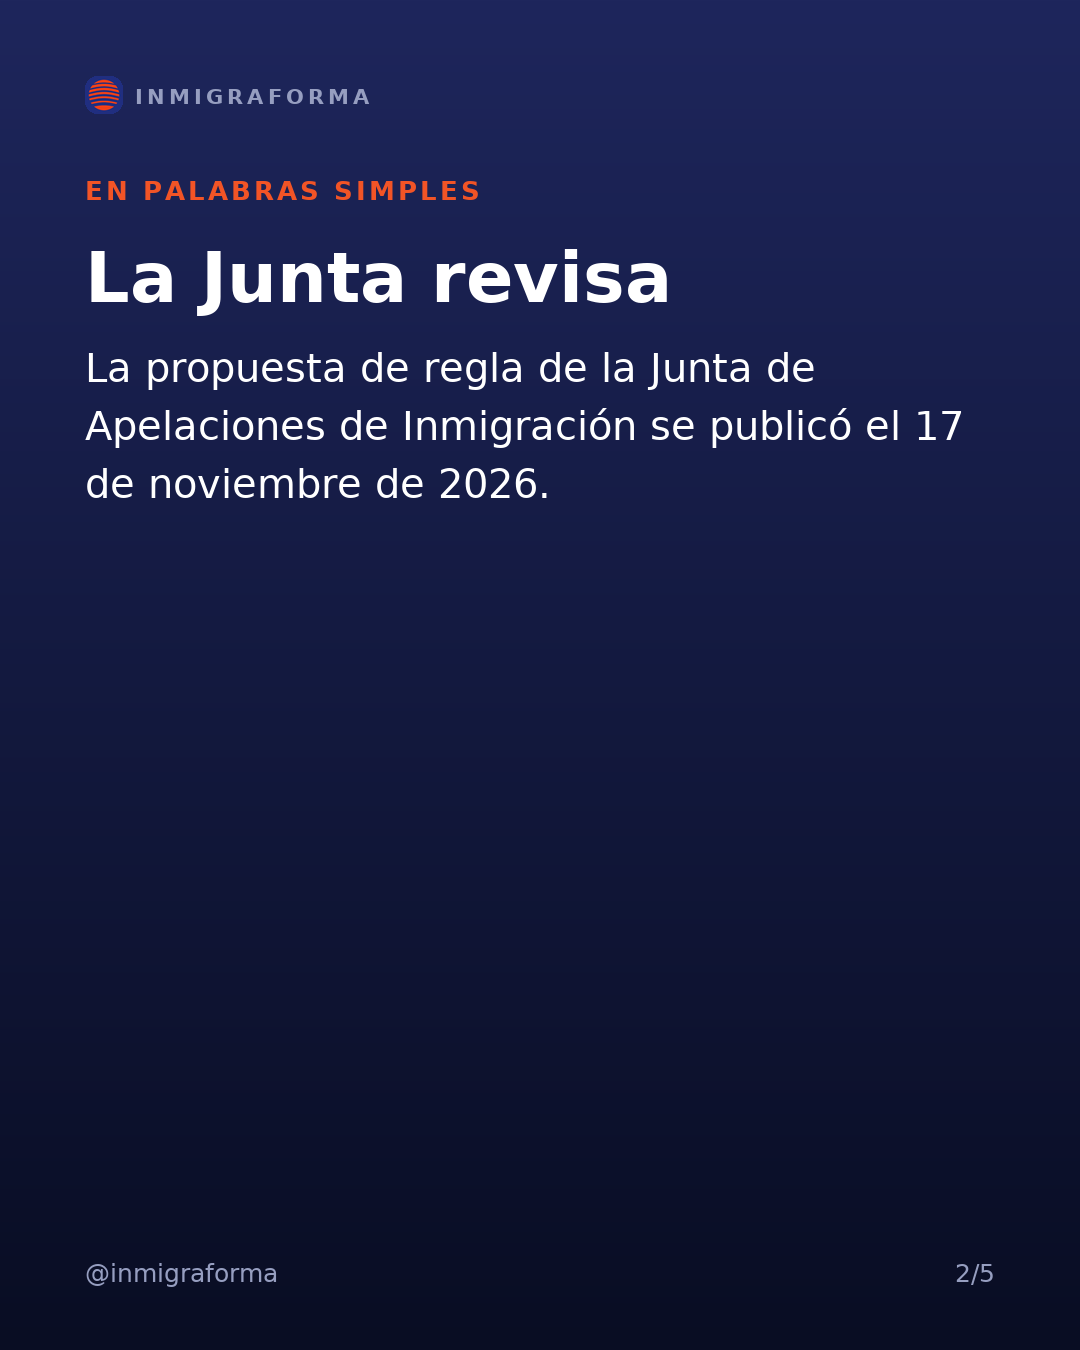 INMIGRAFORMA
EN PALABRAS SIMPLES
La Junta revisa
La propuesta de regla de la Junta de
Apelaciones de Inmigración se publicó el 17
de noviembre de 2026.
@inmigraforma
2/5